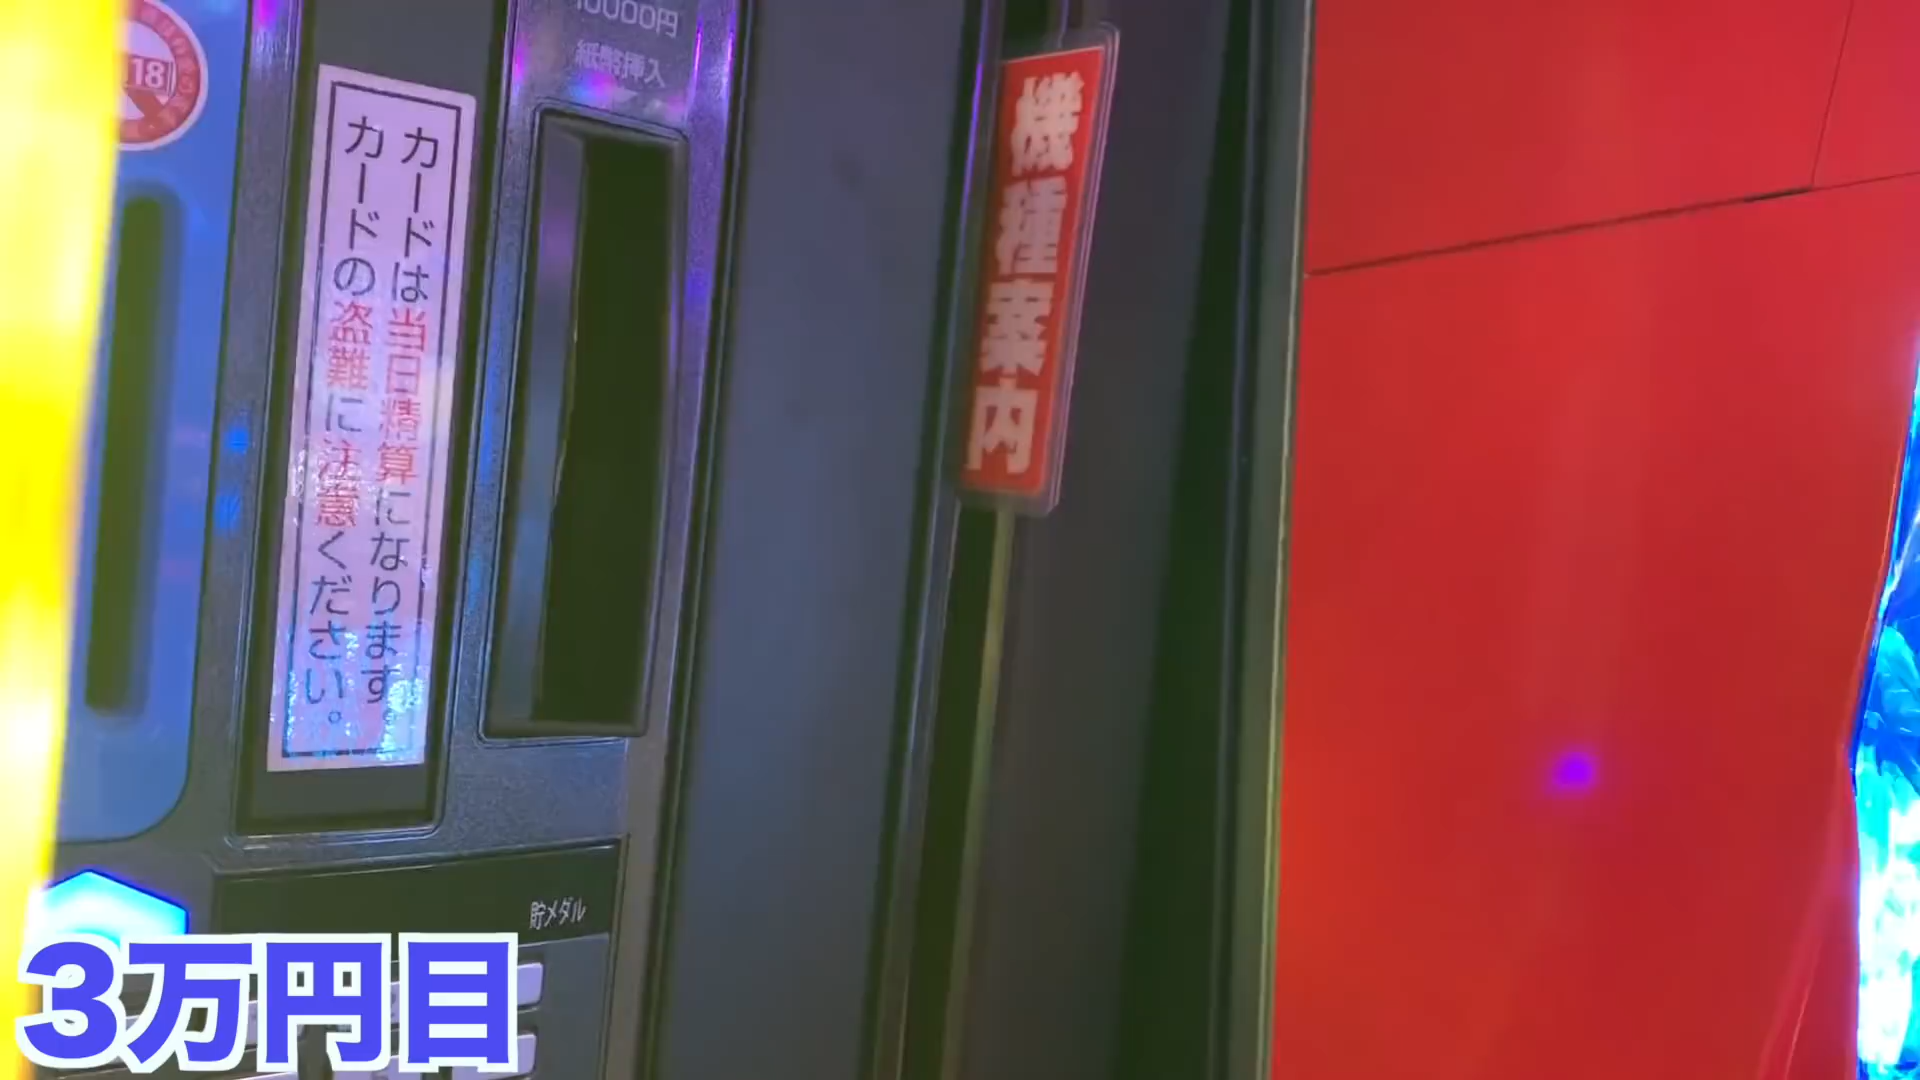 10000円
紙幣挿入
18
カードは当日精算になります。
カードの盗難に注意ください。
機種案内
貯メダル
3万円目